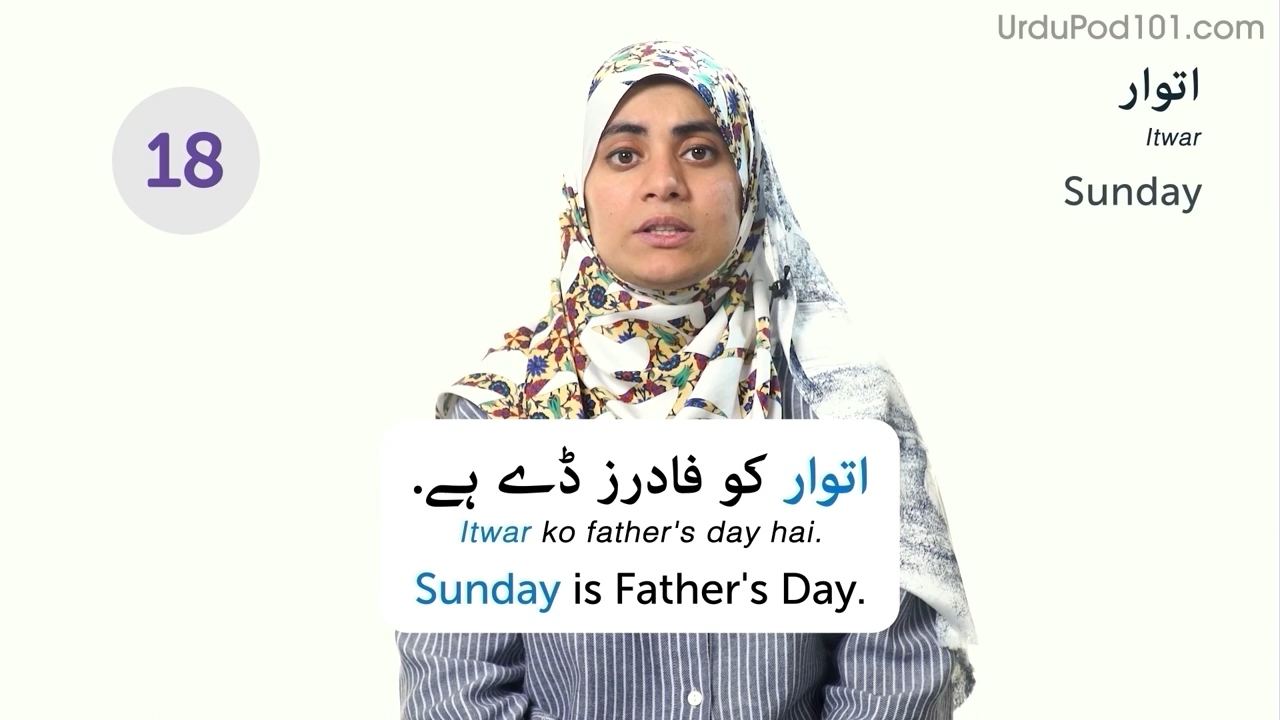 UrduPod101.com
18
اتوار
Itwar
Sunday
اتوار کو فادرز ڈے ہے.
Itwar ko father's day hai.
Sunday is Father's Day.